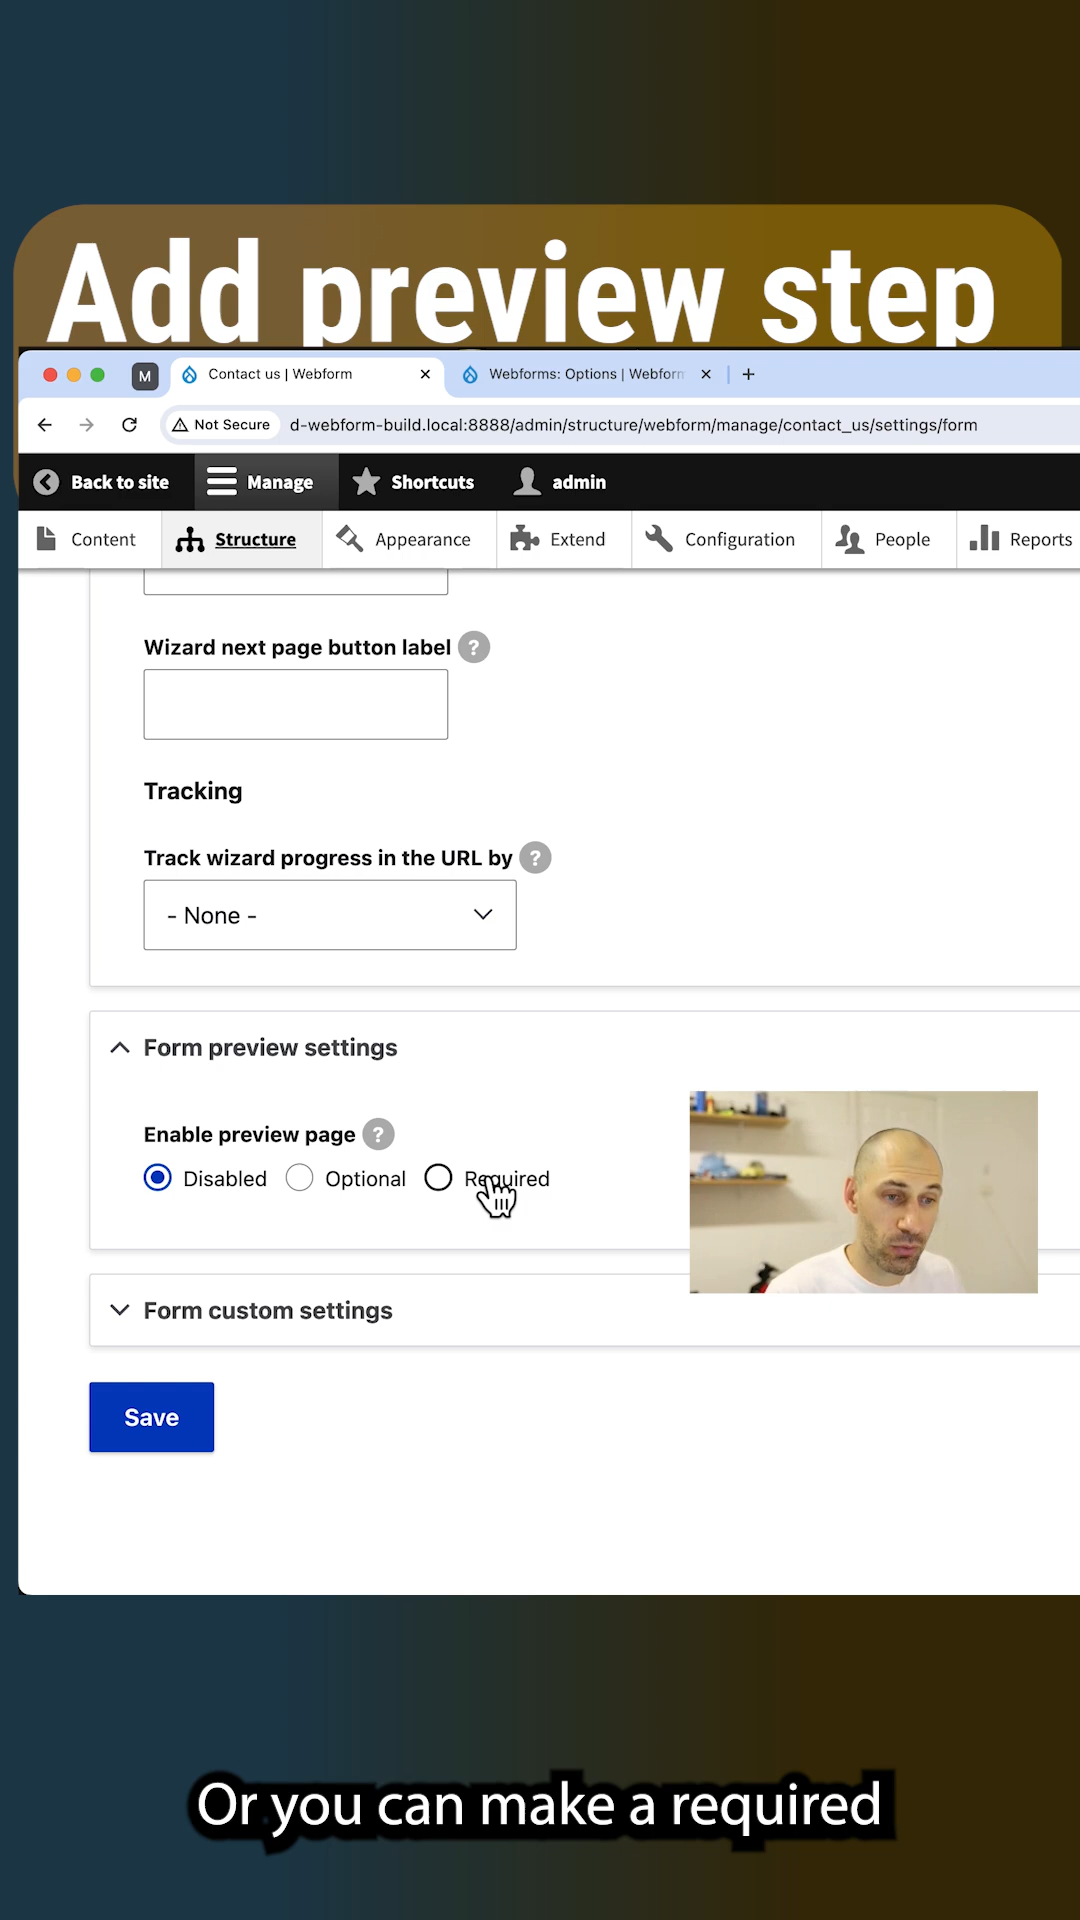 Add preview step
M
Contact us | Webform
Webforms: Options | Webform
Not Secure
d-webform-build.local:8888/admin/structure/webform/manage/contact_us/settings/form
Back to site
Manage
Shortcuts
admin
Content
Structure
Appearance
Extend
Configuration
People
Reports
Wizard next page button label ?
Tracking
Track wizard progress in the URL by ?
- None -
Form preview settings
Enable preview page ?
Disabled
Optional
Required
Form custom settings
Save
Or you can make a required